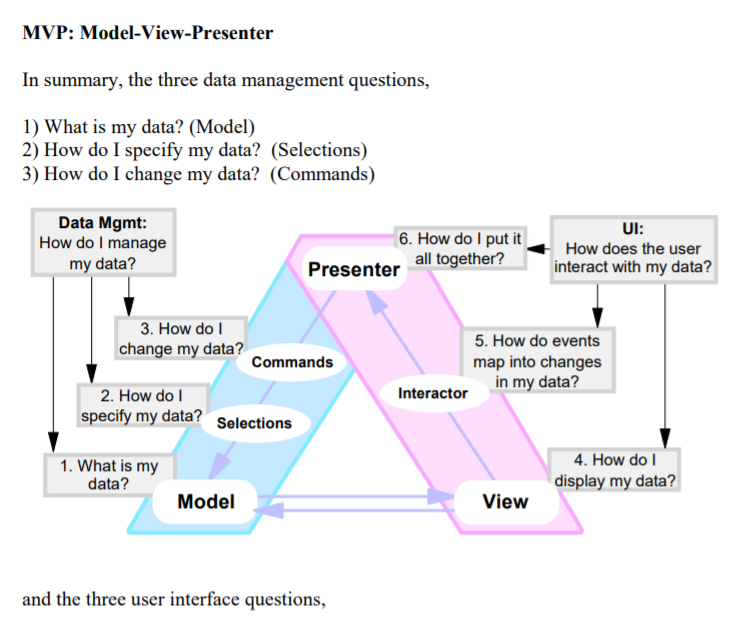 MVP: Model-View-Presenter
In summary, the three data management questions,
1) What is my data? (Model)
2) How do I specify my data? (Selections)
3) How do I change my data? (Commands)
Data Mgmt:
How do I manage
my data?
3. How do I
change my data?
2. How do I
specify my data?
1. What is my
data?
Presenter
Commands
Selections
Model
Interactor
View
6. How do I put it
all together?
UI:
How does the user
interact with my data?
5. How do events
map into changes
in my data?
4. How do I
display my data?
and the three user interface questions,